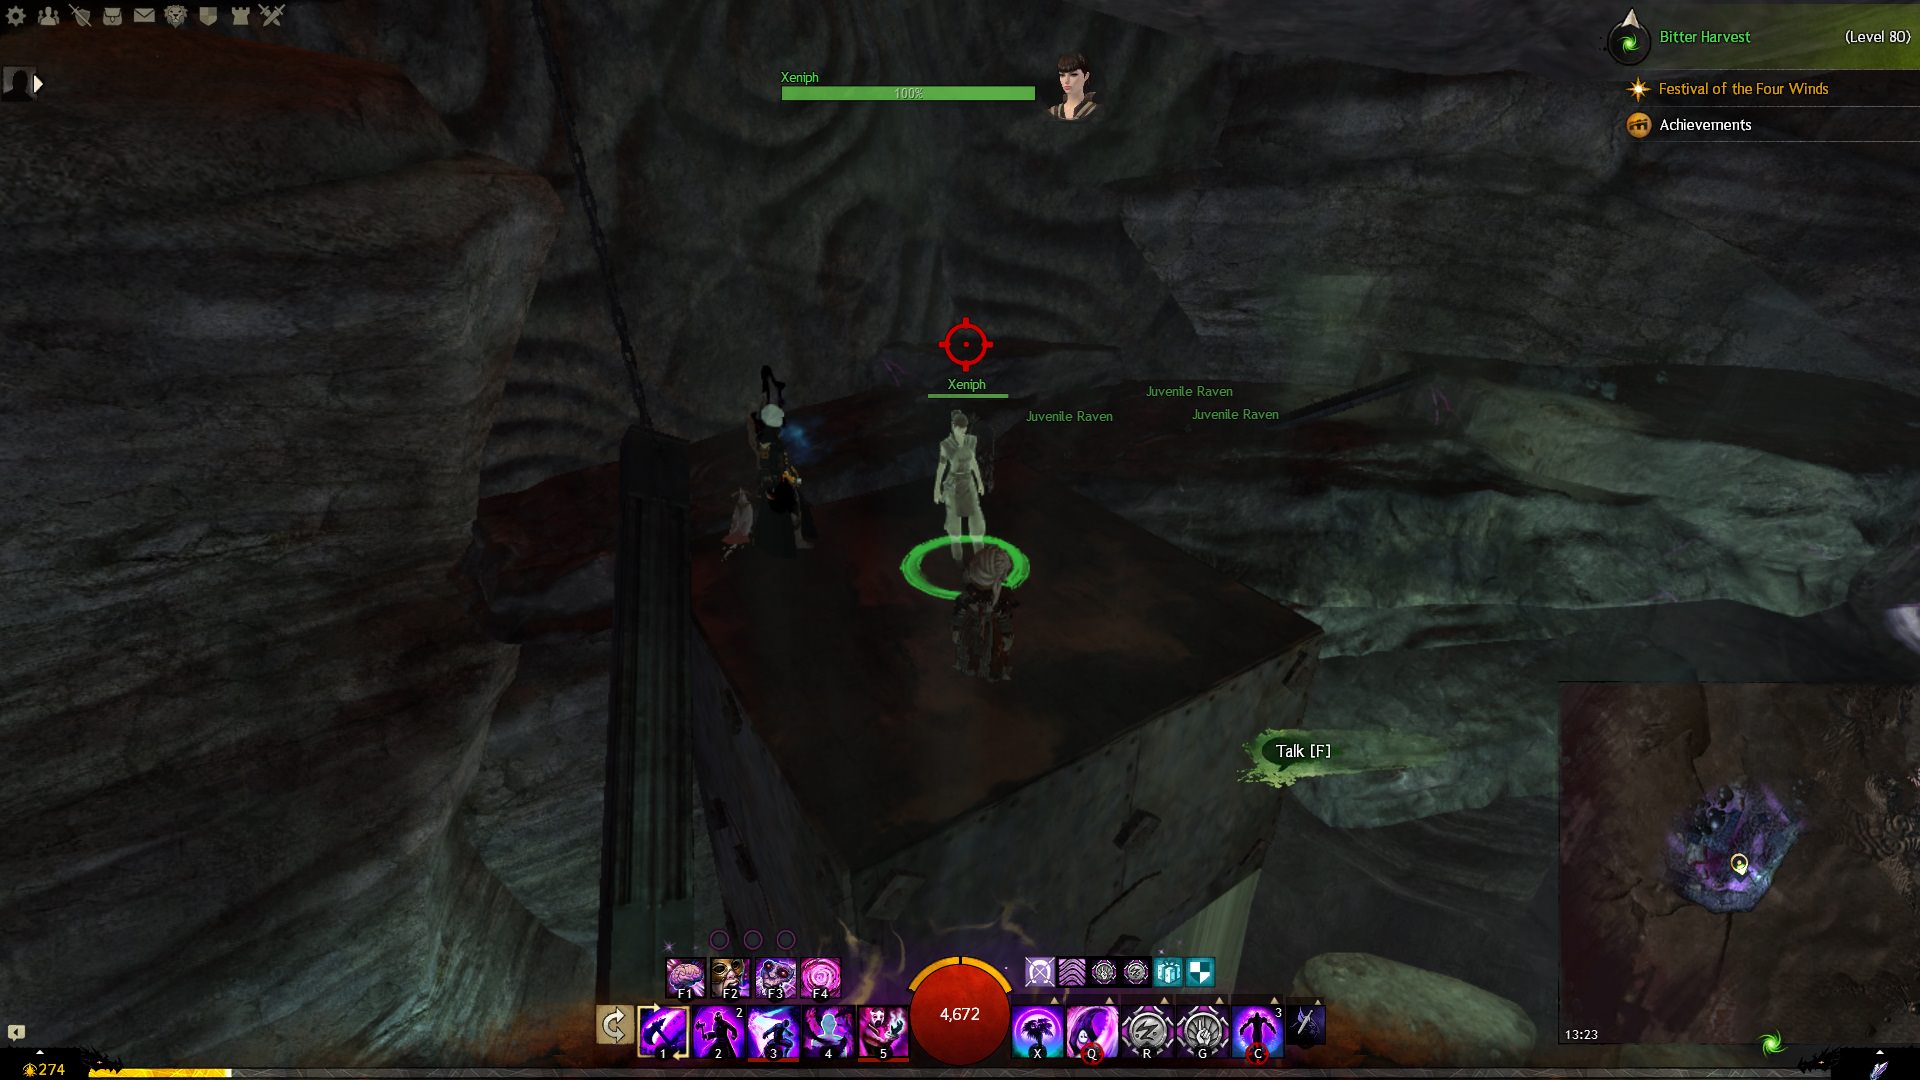 Bitter Harvest (Level 80)
Festival of the Four Winds
Achievements
Xeniph
100%
Xeniph
Juvenile Raven
Juvenile Raven
Juvenile Raven
Talk [F]
13:23
F1 F2 F3 F4
4,672
2 3
1 2 3 4 5 X Q R G C
274